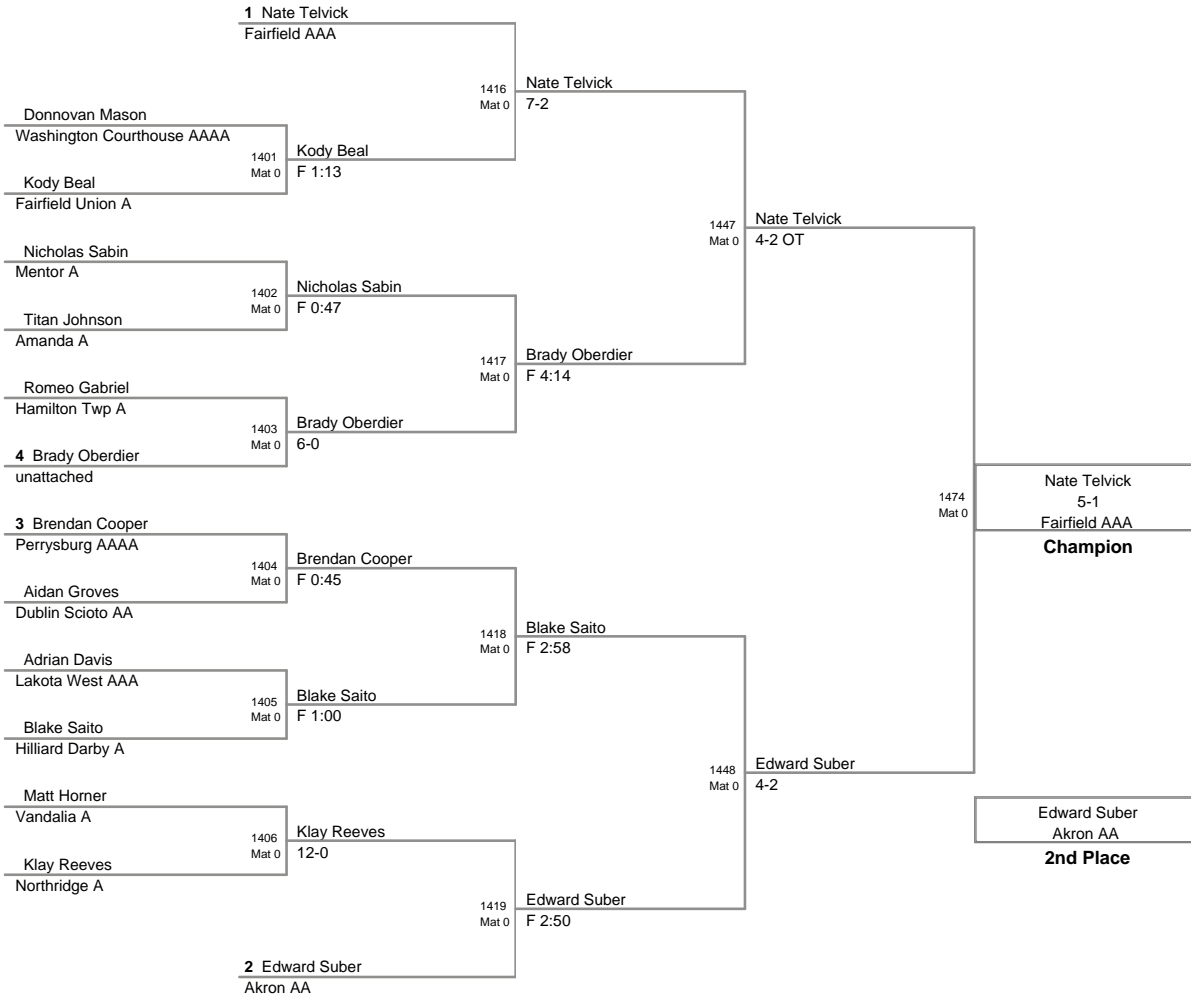 1 Nate Telvick
Fairfield AAA
1416
Mat 0
Nate Telvick
7-2
Donnovan Mason
Washington Courthouse AAAA
1401
Mat 0
Kody Beal
F 1:13
Kody Beal
Fairfield Union A
1447
Mat 0
Nate Telvick
4-2 OT
Nicholas Sabin
Mentor A
1402
Mat 0
Nicholas Sabin
F 0:47
Titan Johnson
Amanda A
1417
Mat 0
Brady Oberdier
F 4:14
Romeo Gabriel
Hamilton Twp A
1403
Mat 0
Brady Oberdier
6-0
4 Brady Oberdier
unattached
1474
Mat 0
Nate Telvick
5-1
Fairfield AAA
Champion
3 Brendan Cooper
Perrysburg AAAA
1404
Mat 0
Brendan Cooper
F 0:45
Aidan Groves
Dublin Scioto AA
1418
Mat 0
Blake Saito
F 2:58
Adrian Davis
Lakota West AAA
1405
Mat 0
Blake Saito
F 1:00
Blake Saito
Hilliard Darby A
1448
Mat 0
Edward Suber
4-2
Matt Horner
Vandalia A
1406
Mat 0
Klay Reeves
12-0
Klay Reeves
Northridge A
Edward Suber
Akron AA
2nd Place
1419
Mat 0
Edward Suber
F 2:50
2 Edward Suber
Akron AA